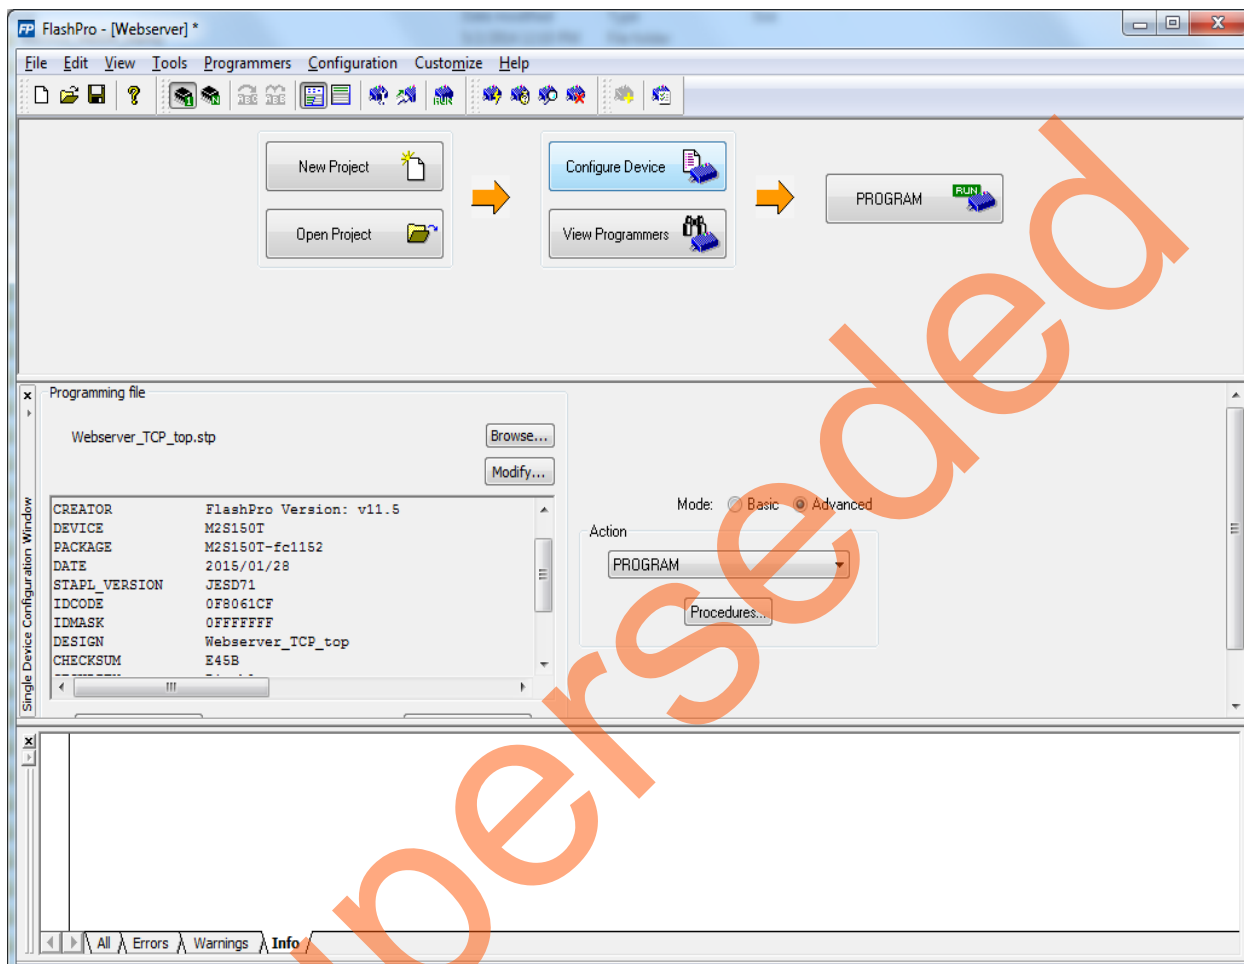 FP FlashPro - [Webserver] *
File Edit View Tools Programmers Configuration Customize Help
New Project
Configure Device
PROGRAM
RUN
Open Project
View Programmers
Programming file
Webserver_TCP_top.stp
Browse...
Modify...
CREATOR FlashPro Version: v11.5
DEVICE M2S150T
PACKAGE M2S150T-fc1152
DATE 2015/01/28
STAPL_VERSION JESD71
IDCODE 0F8061CF
IDMASK 0FFFFFFF
DESIGN Webserver_TCP_top
CHECKSUM E45B
Mode: Basic Advanced
Action
PROGRAM
Procedures...
Single Device Configuration Window
All Errors Warnings Info
uperseded